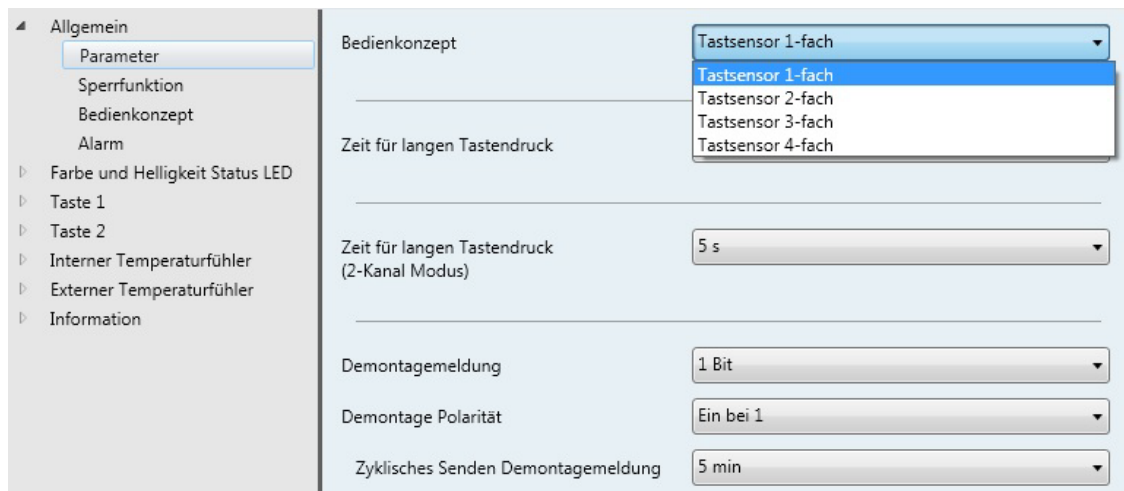 Allgemein
Parameter
Sperrfunktion
Bedienkonzept
Alarm
Farbe und Helligkeit Status LED
Taste 1
Taste 2
Interner Temperaturfühler
Externer Temperaturfühler
Information
Bedienkonzept
Tastsensor 1-fach
Tastsensor 1-fach
Tastsensor 2-fach
Tastsensor 3-fach
Tastsensor 4-fach
Zeit für langen Tastendruck
Zeit für langen Tastendruck
(2-Kanal Modus)
5 s
Demontagemeldung
1 Bit
Demontage Polarität
Ein bei 1
Zyklisches Senden Demontagemeldung
5 min